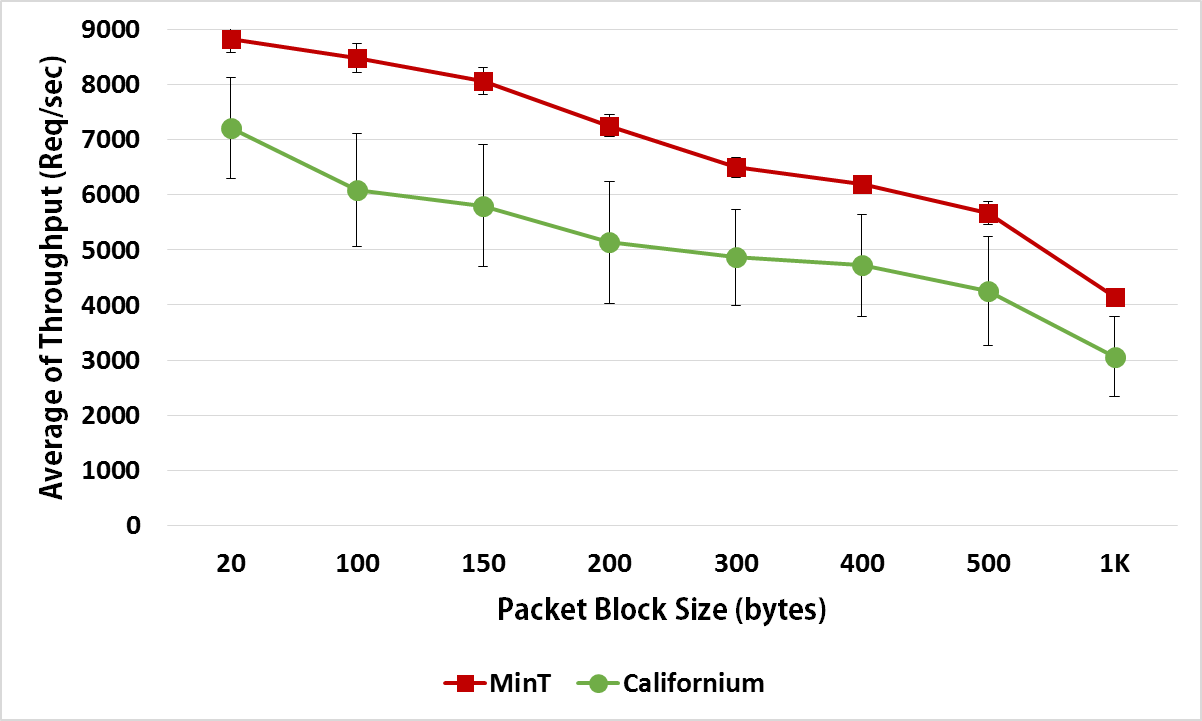 Average of Throughput (Req/sec)
9000
8000
7000
6000
5000
4000
3000
2000
1000
0
20 100 150 200 300 400 500 1K
Packet Block Size (bytes)
MinT Californium